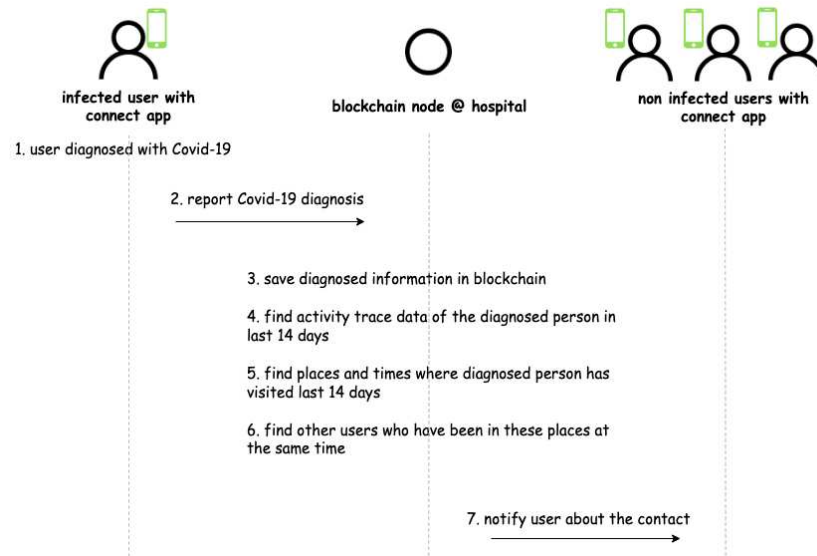 infected user with
connect app
blockchain node @ hospital
non infected users with
connect app
1. user diagnosed with Covid-19
2. report Covid-19 diagnosis
3. save diagnosed information in blockchain
4. find activity trace data of the diagnosed person in
last 14 days
5. find places and times where diagnosed person has
visited last 14 days
6. find other users who have been in these places at
the same time
7. notify user about the contact